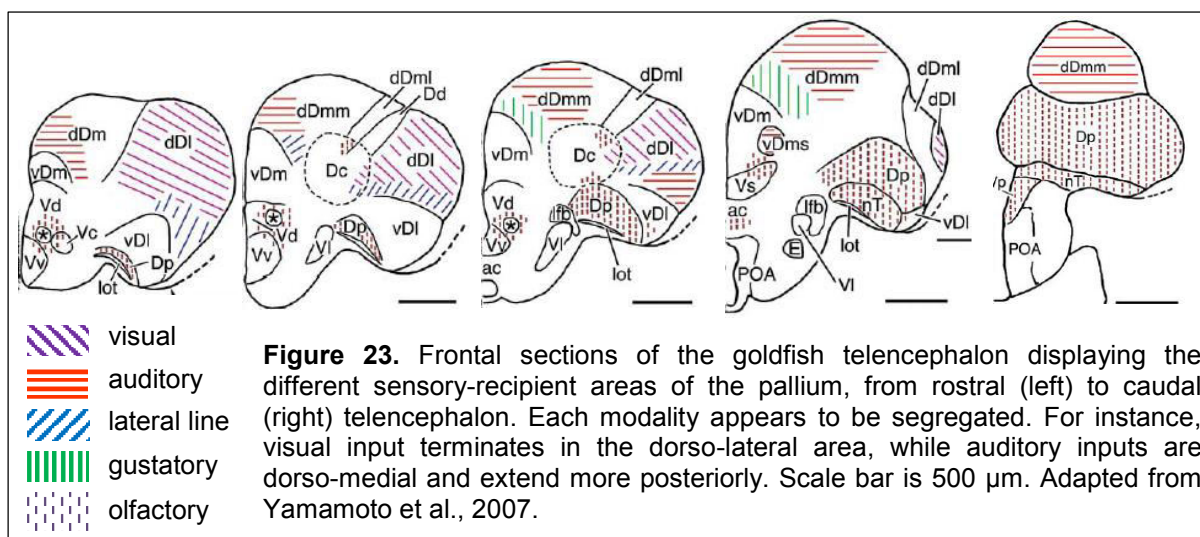 dDm
dDl
vDm
Vd
*
Vc
Vv
vDl
Dp
lot
dDml
Dd
dDmm
vDm
Dc
dDl
Vd
*
Vd
Vv
Vl
Dp
vDl
dDml
dDmm
vDm
Dc
dDl
Vd
*
Vv
lfb
Dp
vDl
ac
Vl
lot
dDmm
dDml
dDl
vDm
vDms
Vs
Dp
ac
lfb
nT
lot
vDl
E
POA
Vl
dDmm
Dp
/p
nT
POA
visual
auditory
lateral line
gustatory
olfactory
Figure 23. Frontal sections of the goldfish telencephalon displaying the
different sensory-recipient areas of the pallium, from rostral (left) to caudal
(right) telencephalon. Each modality appears to be segregated. For instance,
visual input terminates in the dorso-lateral area, while auditory inputs are
dorso-medial and extend more posteriorly. Scale bar is 500 µm. Adapted from
Yamamoto et al., 2007.